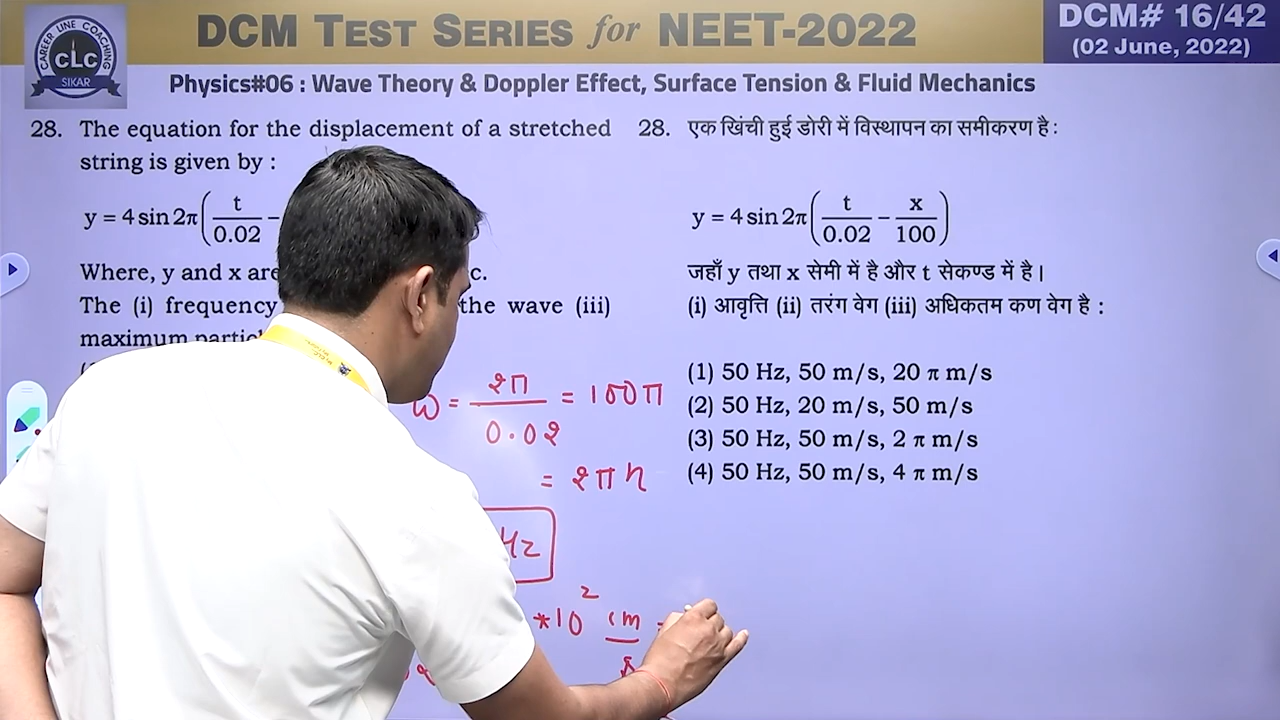 CAREER LINE COACHING
CLC
SIKAR
DCM TEST SERIES for NEET-2022
DCM# 16/42
(02 June, 2022)
Physics#06 : Wave Theory & Doppler Effect, Surface Tension & Fluid Mechanics
28. The equation for the displacement of a stretched
string is given by :
y = 4 sin 2π( t/0.02 −
Where, y and x are c.
The (i) frequency the wave (iii)
maximum
ω = 2π/0.02 = 100π
= 2πn
Hz
*10² cm
28. एक खिंची हुई डोरी में विस्थापन का समीकरण है :
y = 4 sin 2π( t/0.02 − x/100 )
जहाँ y तथा x सेमी में है और t सेकण्ड में है।
(i) आवृत्ति (ii) तरंग वेग (iii) अधिकतम कण वेग है :
(1) 50 Hz, 50 m/s, 20 π m/s
(2) 50 Hz, 20 m/s, 50 m/s
(3) 50 Hz, 50 m/s, 2 π m/s
(4) 50 Hz, 50 m/s, 4 π m/s